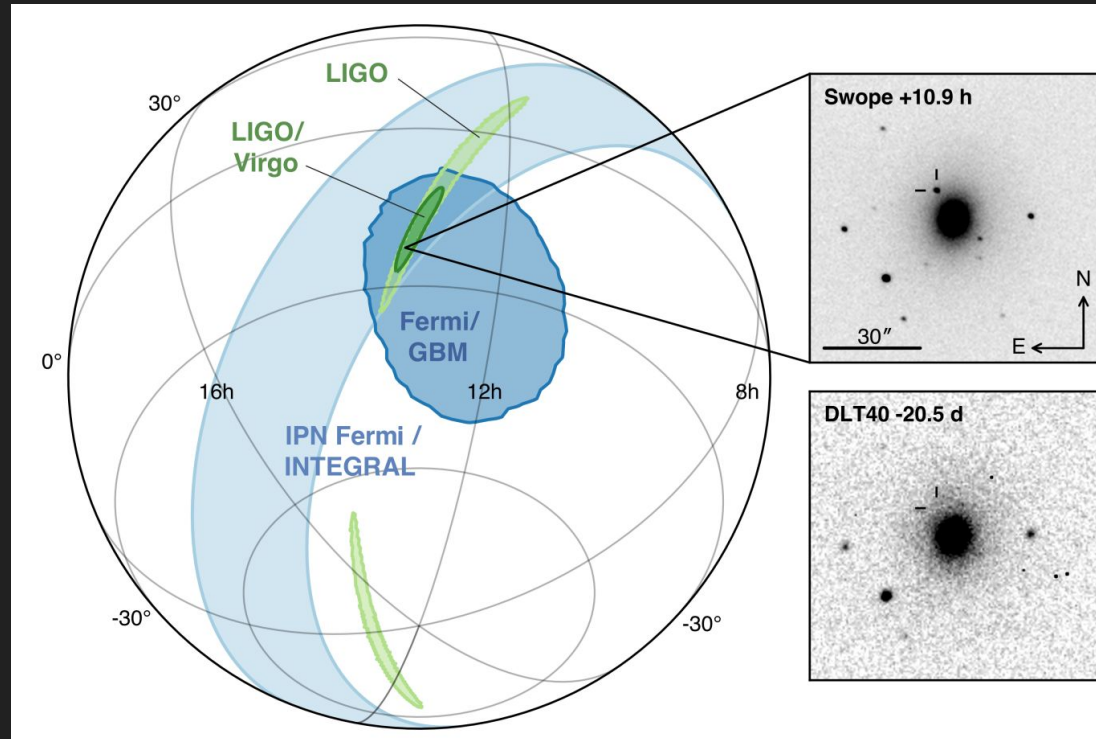 LIGO
LIGO/
Virgo
30°
0°
16h
12h
8h
Fermi/
GBM
IPN Fermi /
INTEGRAL
-30°
-30°
Swope +10.9 h
30″
N
E
DLT40 -20.5 d